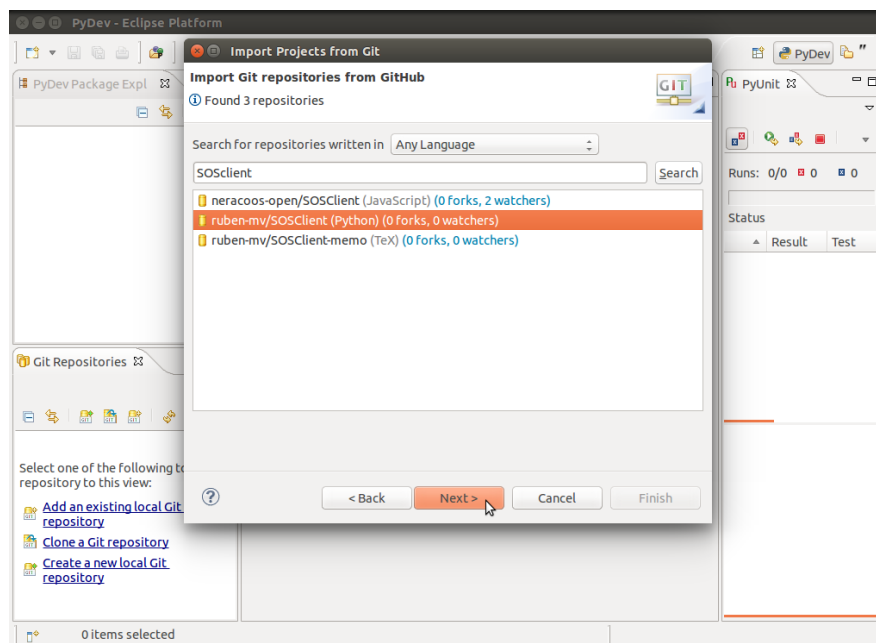 PyDev - Eclipse Platform
Import Projects from Git
PyDev
"
PyDev Package Expl
Import Git repositories from GitHub
Found 3 repositories
GIT
Pu PyUnit
Search for repositories written in Any Language
SOSclient
Search
neracoos-open/SOSClient (JavaScript) (0 forks, 2 watchers)
ruben-mv/SOSClient (Python) (0 forks, 0 watchers)
ruben-mv/SOSClient-memo (TeX) (0 forks, 0 watchers)
Runs: 0/0 0 0
Status
Result Test
Git Repositories
Select one of the following to
repository to this view:
Add an existing local Git
repository
Clone a Git repository
Create a new local Git
repository
< Back
Next >
Cancel
Finish
0 items selected